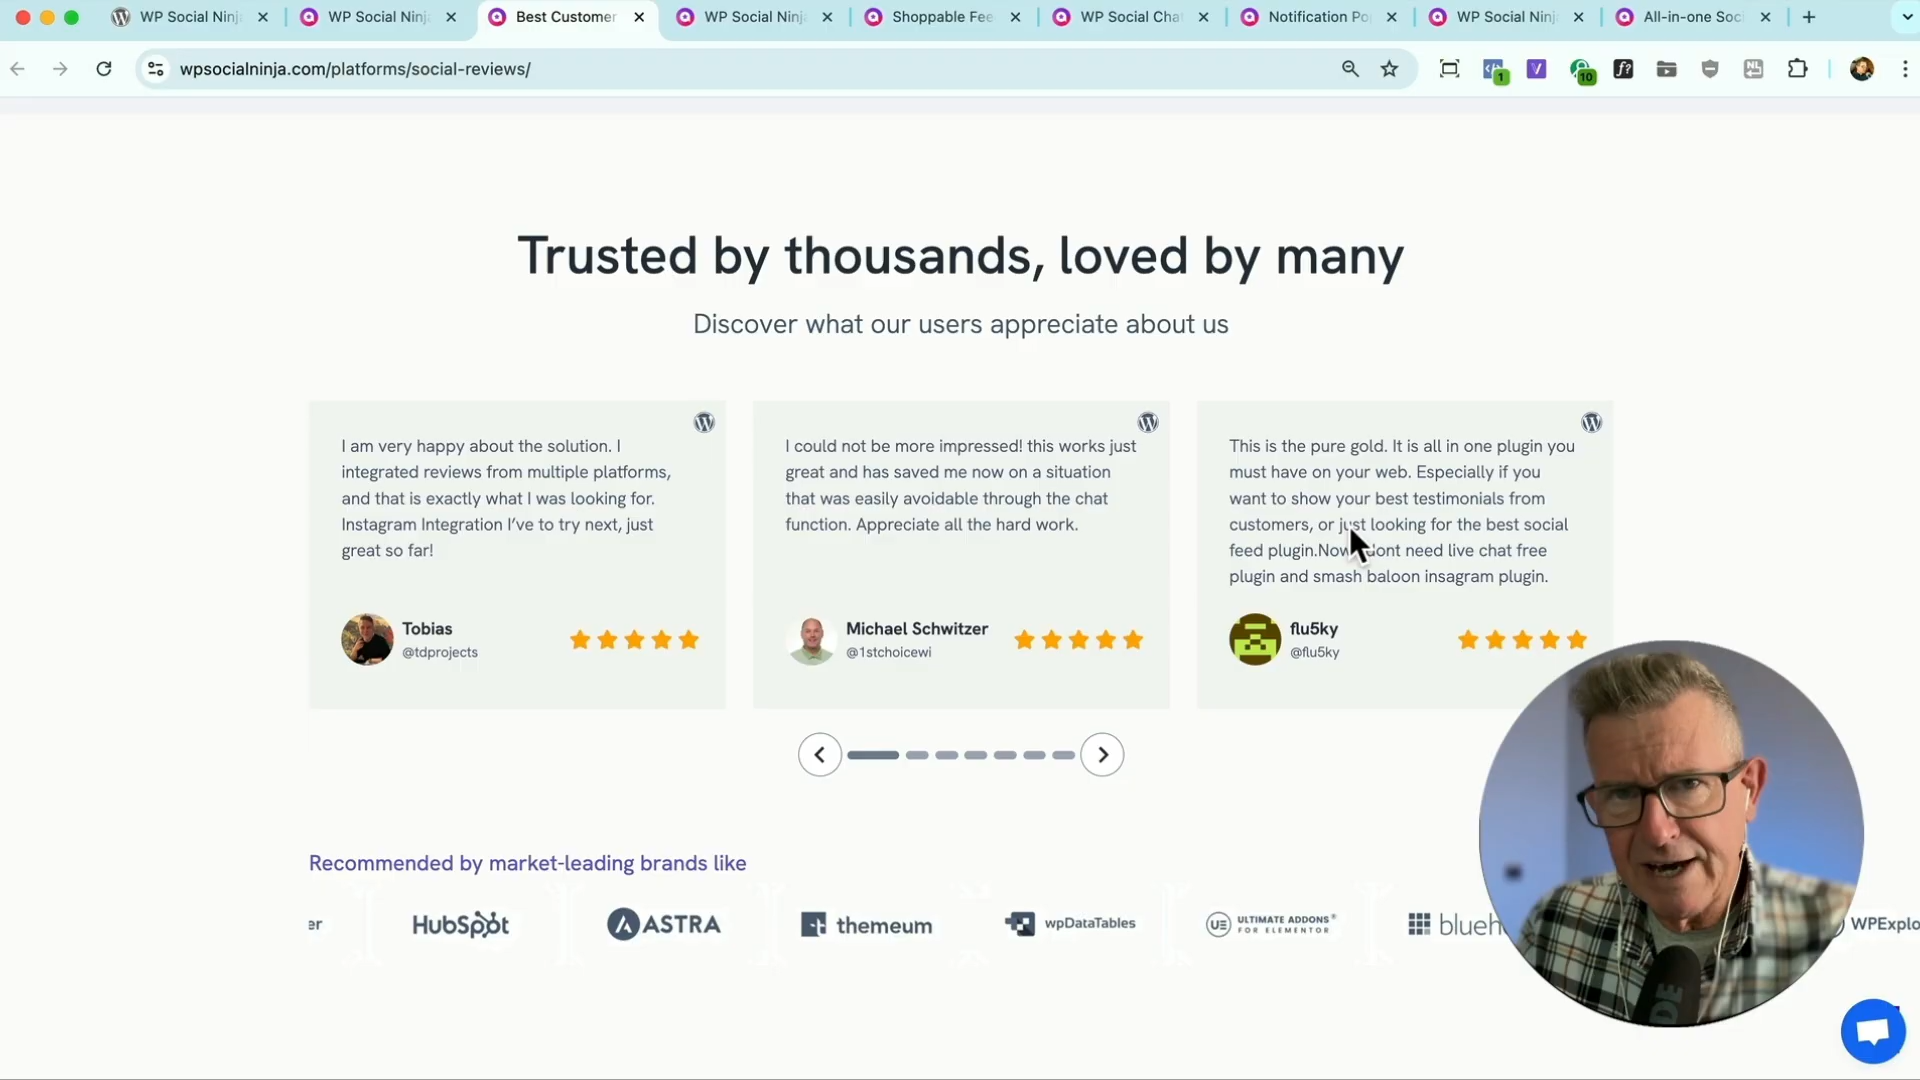 WP Social Ninj
WP Social Ninj
Best Customer
WP Social Ninj
Shoppable Fee
WP Social Cha
Notification Po
WP Social Ninj
All-in-one Soci
wpsocialninja.com/platforms/social-reviews/
1
10
f?
Trusted by thousands, loved by many
Discover what our users appreciate about us
I am very happy about the solution. I
integrated reviews from multiple platforms,
and that is exactly what I was looking for.
Instagram Integration I've to try next, just
great so far!
Tobias
@tdprojects
I could not be more impressed! this works just
great and has saved me now on a situation
that was easily avoidable through the chat
function. Appreciate all the hard work.
Michael Schwitzer
@1stchoicewi
This is the pure gold. It is all in one plugin you
must have on your web. Especially if you
want to show your best testimonials from
customers, or just looking for the best social
feed plugin.Now dont need live chat free
plugin and smash baloon insagram plugin.
flu5ky
@flu5ky
Recommended by market-leading brands like
er
HubSpot
ASTRA
themeum
wpDataTables
UE ULTIMATE ADDONS®
FOR ELEMENTOR
blueh
WPExplo